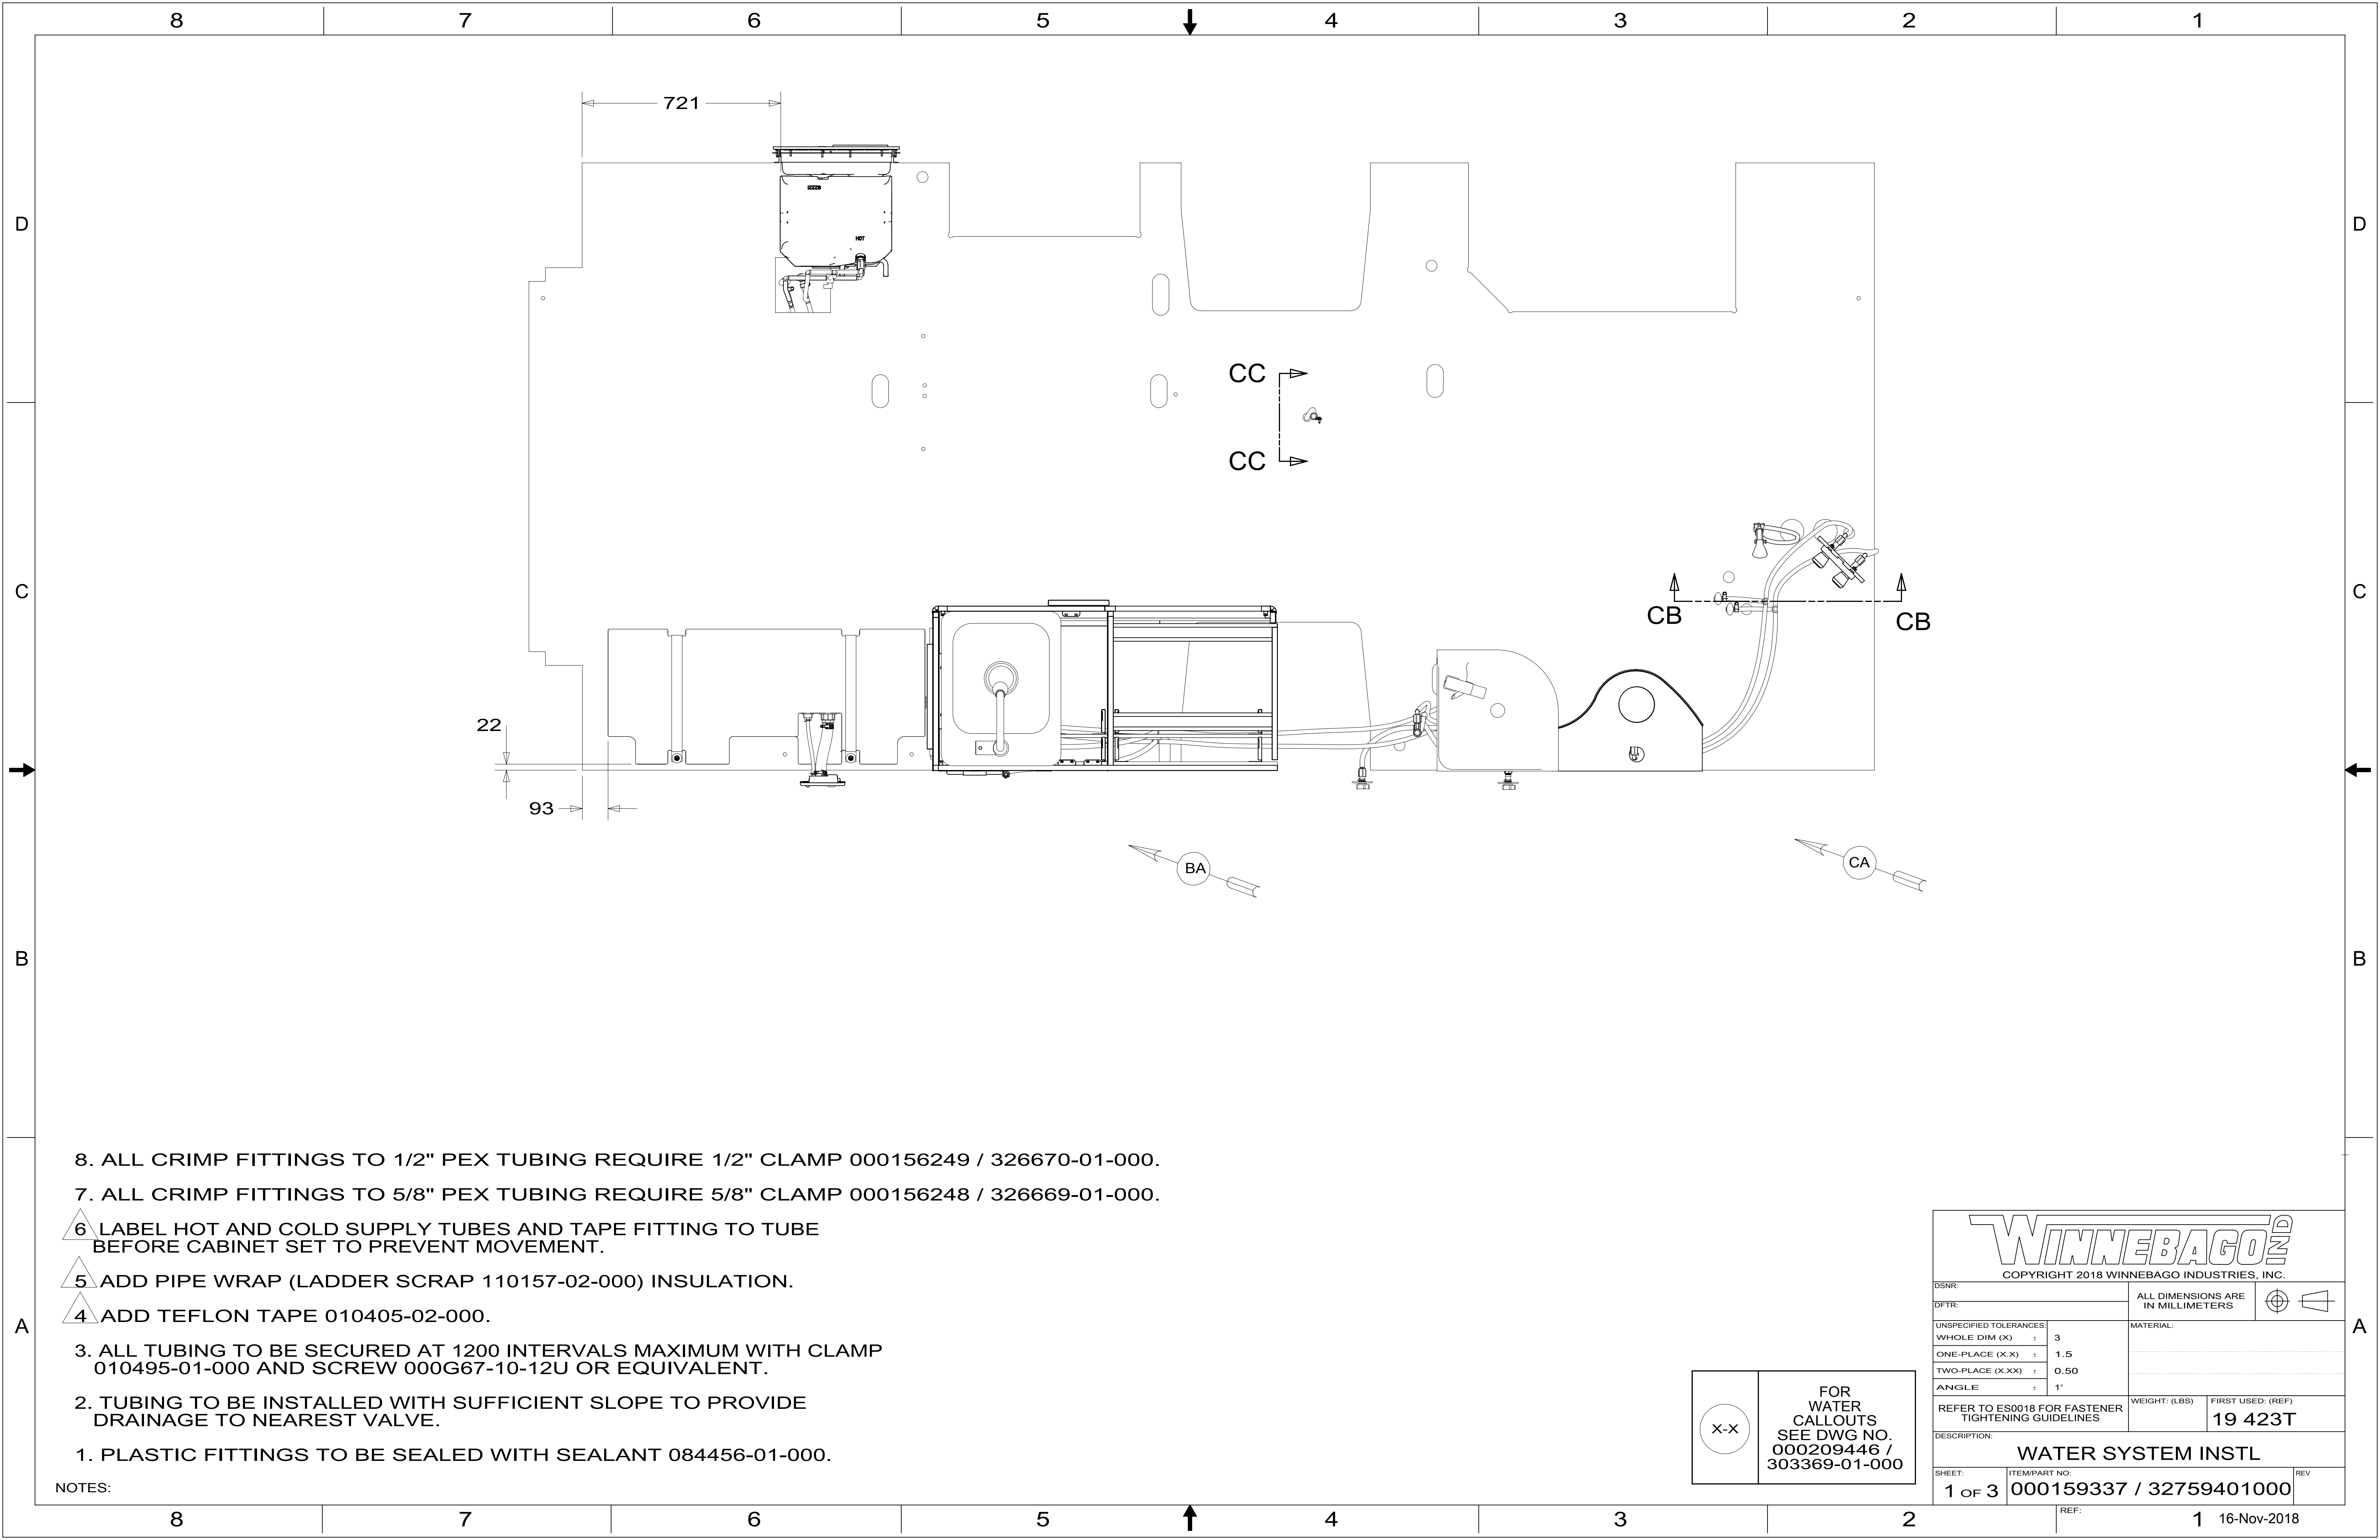 8 7 6 5 4 3 2 1
721
HOT
D D
CC
CC
C C
CB CB
22
93
BA
CA
B B
8. ALL CRIMP FITTINGS TO 1/2" PEX TUBING REQUIRE 1/2" CLAMP 000156249 / 326670-01-000.
7. ALL CRIMP FITTINGS TO 5/8" PEX TUBING REQUIRE 5/8" CLAMP 000156248 / 326669-01-000.
6 LABEL HOT AND COLD SUPPLY TUBES AND TAPE FITTING TO TUBE
BEFORE CABINET SET TO PREVENT MOVEMENT.
5 ADD PIPE WRAP (LADDER SCRAP 110157-02-000) INSULATION.
4 ADD TEFLON TAPE 010405-02-000.
3. ALL TUBING TO BE SECURED AT 1200 INTERVALS MAXIMUM WITH CLAMP
010495-01-000 AND SCREW 000G67-10-12U OR EQUIVALENT.
2. TUBING TO BE INSTALLED WITH SUFFICIENT SLOPE TO PROVIDE
DRAINAGE TO NEAREST VALVE.
1. PLASTIC FITTINGS TO BE SEALED WITH SEALANT 084456-01-000.
NOTES:
A A
X-X
FOR
WATER
CALLOUTS
SEE DWG NO.
000209446 /
303369-01-000
WINNEBAGO IND
COPYRIGHT 2018 WINNEBAGO INDUSTRIES, INC.
DSNR:
DFTR:
ALL DIMENSIONS ARE
IN MILLIMETERS
UNSPECIFIED TOLERANCES:
WHOLE DIM (X) ± 3
ONE-PLACE (X.X) ± 1.5
TWO-PLACE (X.XX) ± 0.50
ANGLE ± 1°
MATERIAL:
REFER TO ES0018 FOR FASTENER
TIGHTENING GUIDELINES
WEIGHT: (LBS)
FIRST USED: (REF)
19 423T
DESCRIPTION:
WATER SYSTEM INSTL
SHEET:
1 OF 3
ITEM/PART NO:
000159337 / 32759401000
REV
REF:
8 7 6 5 4 3 2 1
16-Nov-2018